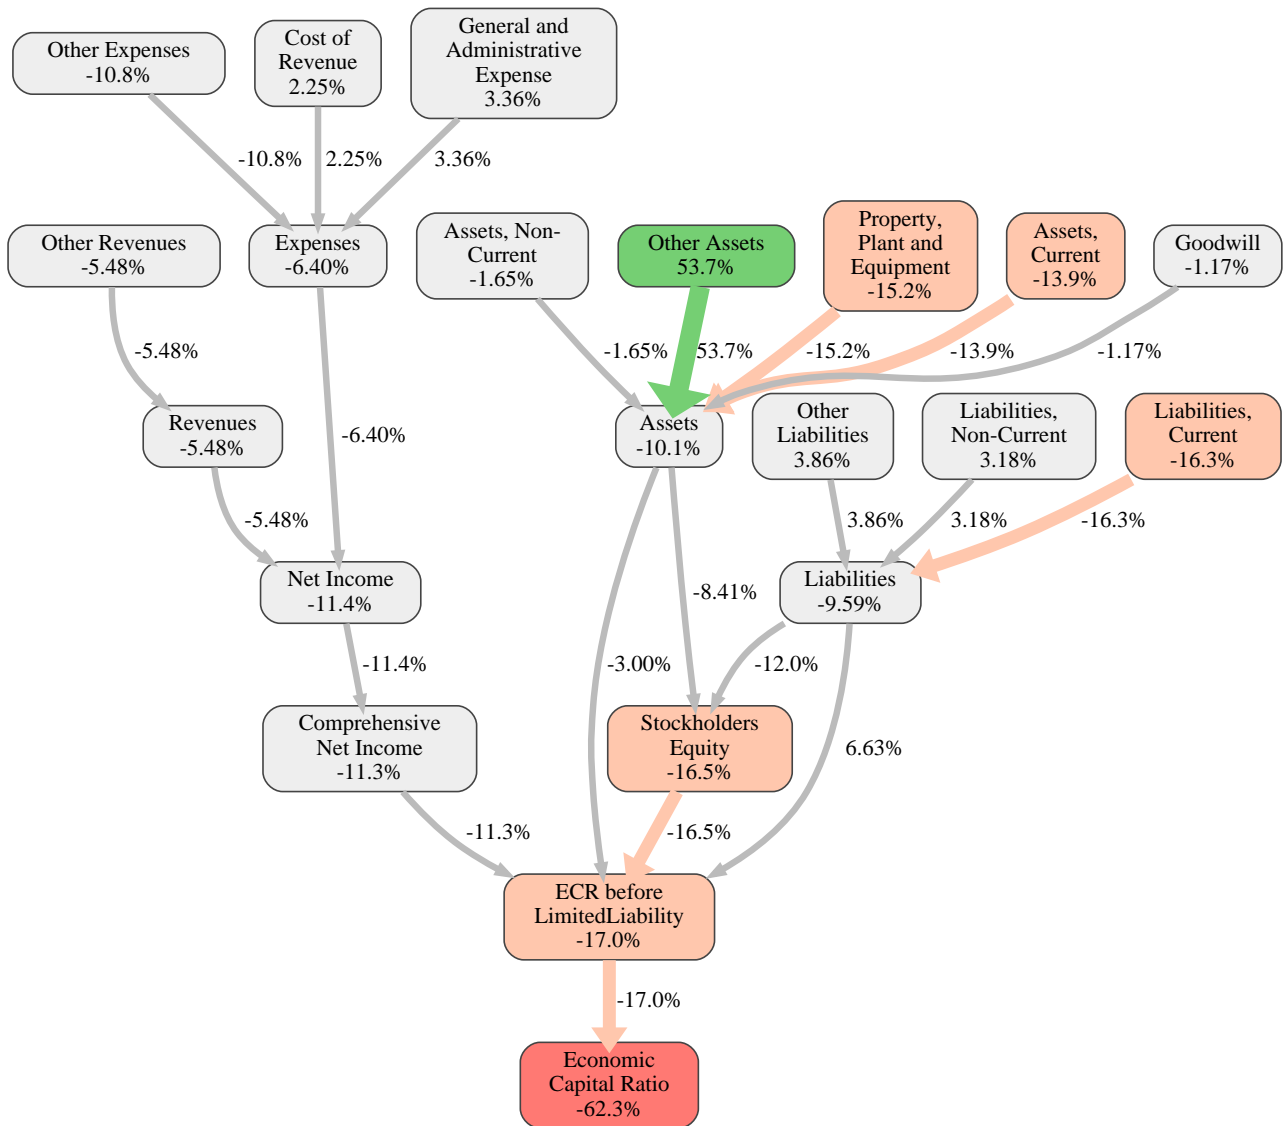 Other Expenses
-10.8%
Cost of
Revenue
2.25%
General and
Administrative
Expense
3.36%
-10.8%
2.25%
3.36%
Other Revenues
-5.48%
Expenses
-6.40%
Assets, Non-
Current
-1.65%
Other Assets
53.7%
Property,
Plant and
Equipment
-15.2%
Assets,
Current
-13.9%
Goodwill
-1.17%
-5.48%
-1.65%
53.7%
-15.2%
-13.9%
-1.17%
Revenues
-5.48%
-6.40%
Assets
-10.1%
Other
Liabilities
3.86%
Liabilities,
Non-Current
3.18%
Liabilities,
Current
-16.3%
-5.48%
3.86%
3.18%
-16.3%
Net Income
-11.4%
-8.41%
Liabilities
-9.59%
-11.4%
-3.00%
-12.0%
Comprehensive
Net Income
-11.3%
Stockholders
Equity
-16.5%
6.63%
-11.3%
-16.5%
ECR before
LimitedLiability
-17.0%
-17.0%
Economic
Capital Ratio
-62.3%